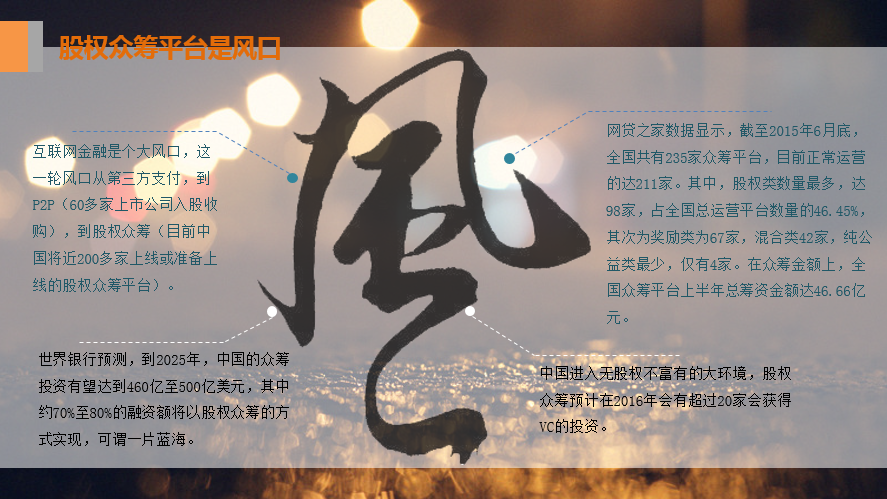 股权众筹平台是风口
互联网金融是个大风口，这
一轮风口从第三方支付，到
P2P（60多家上市公司入股收
购），到股权众筹（目前中
国将近200多家上线或准备上
线的股权众筹平台）。
網贷之家数据显示，截至2015年6月底，
全国共有235家众筹平台，目前正常运营
的达211家。其中，股权类数量最多，达
98家，占全国总运营平台数量的46.45%，
其次为奖励类为67家，混合类42家，纯公
益类最少，仅有4家。在众筹金额上，全
国众筹平台上半年总筹资金额达46.66亿
元。
風
世界银行预测，到2025年，中国的众筹
投资有望达到460亿至500亿美元，其中
约70%至80%的融资额将以股权众筹的方
式实现，可谓一片蓝海。
中国进入无股权不富有的大环境，股权
众筹预计在2016年会有超过20家会获得
VC的投资。